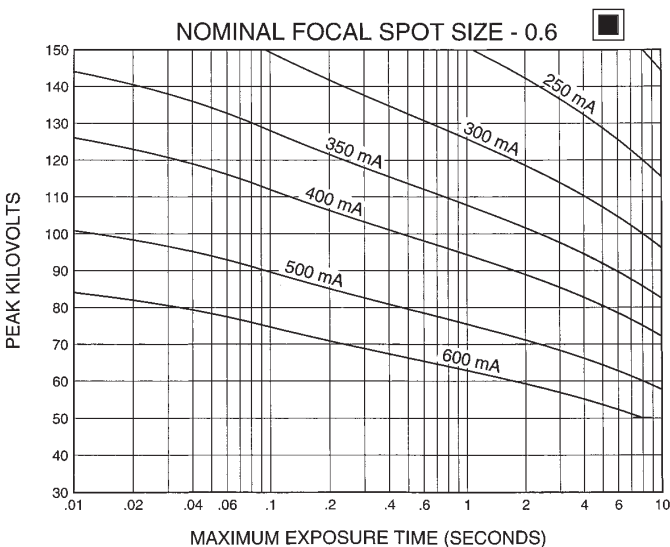 NOMINAL FOCAL SPOT SIZE - 0.6
150
140
130
120
110
100
90
80
70
60
50
40
30
PEAK KILOVOLTS
250 mA
300 mA
350 mA
400 mA
500 mA
600 mA
.01 .02 .04 .06 .1 .2 .4 .6 1 2 4 6 10
MAXIMUM EXPOSURE TIME (SECONDS)